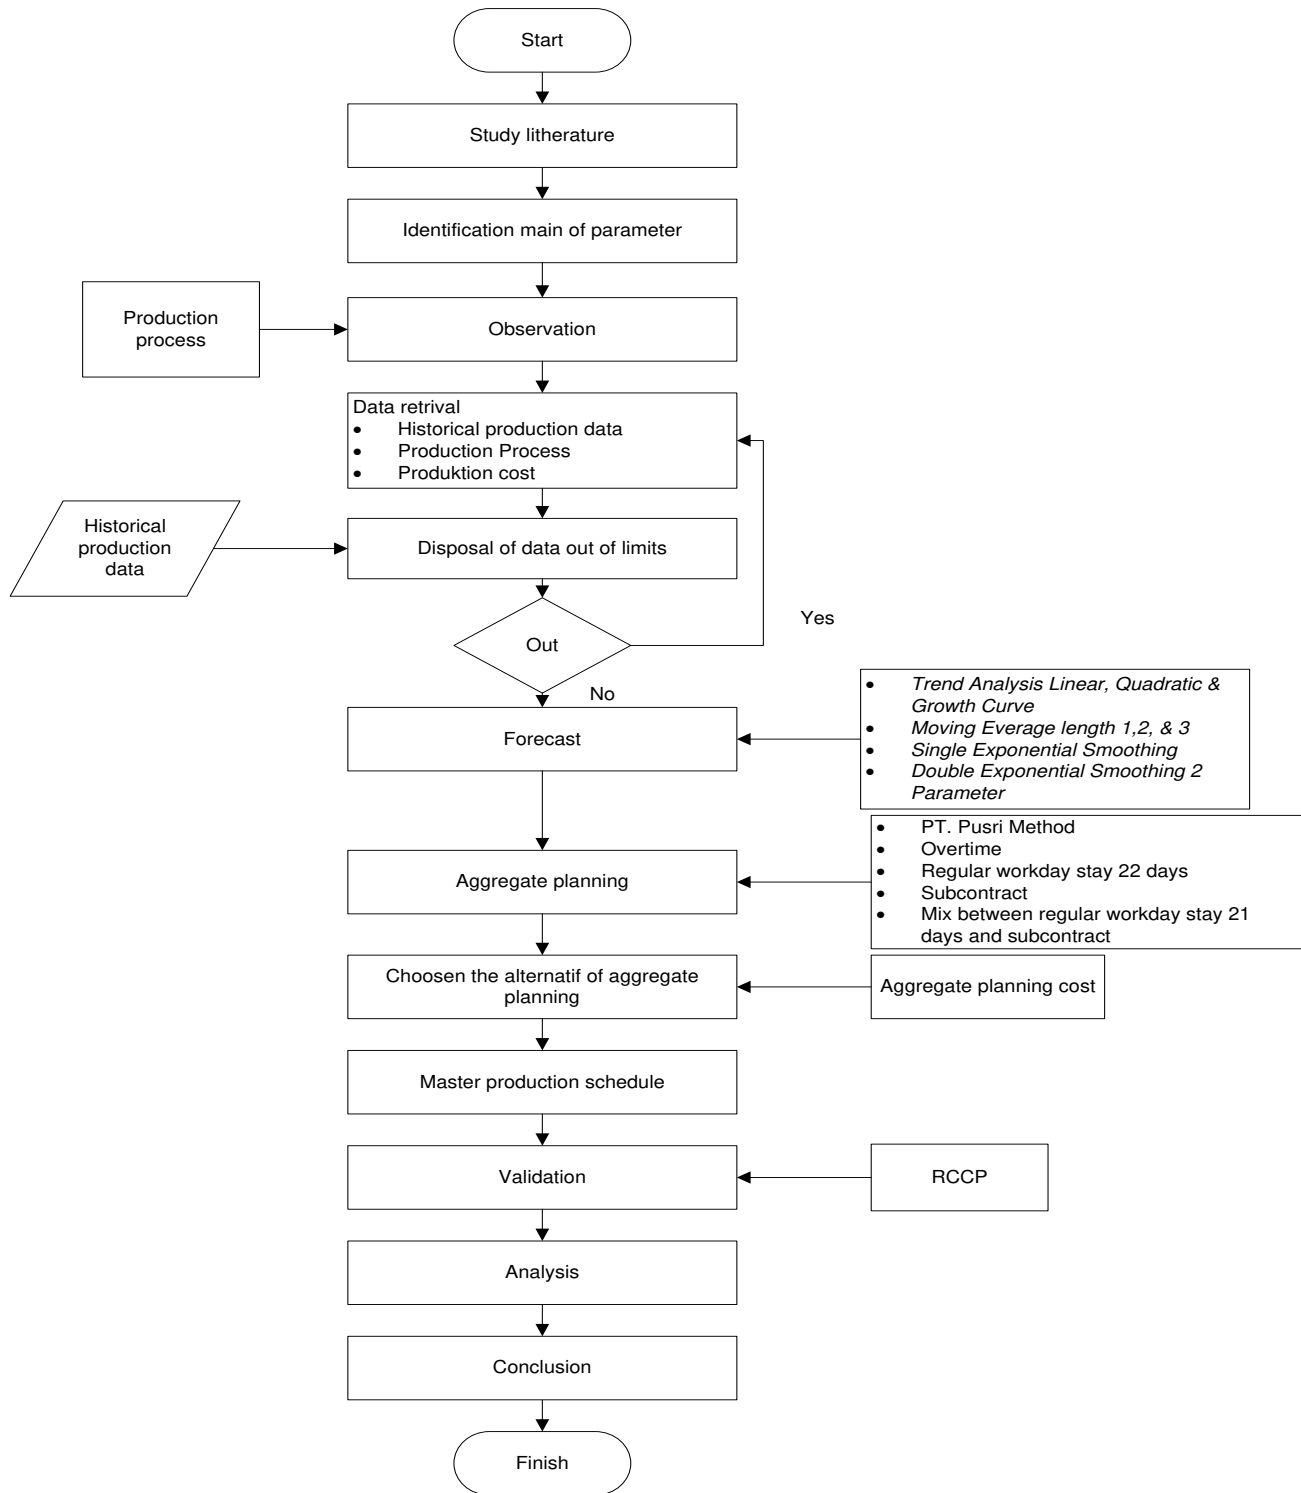 Start
Study litherature
Identification main of parameter
Production
process
Observation
Data retrival
• Historical production data
• Production Process
• Produktion cost
Historical
production
data
Disposal of data out of limits
Out
Yes
No
Forecast
• Trend Analysis Linear, Quadratic &
Growth Curve
• Moving Everage length 1,2, & 3
• Single Exponential Smoothing
• Double Exponential Smoothing 2
Parameter
Aggregate planning
• PT. Pusri Method
• Overtime
• Regular workday stay 22 days
• Subcontract
• Mix between regular workday stay 21
days and subcontract
Choosen the alternatif of aggregate
planning
Aggregate planning cost
Master production schedule
Validation
RCCP
Analysis
Conclusion
Finish